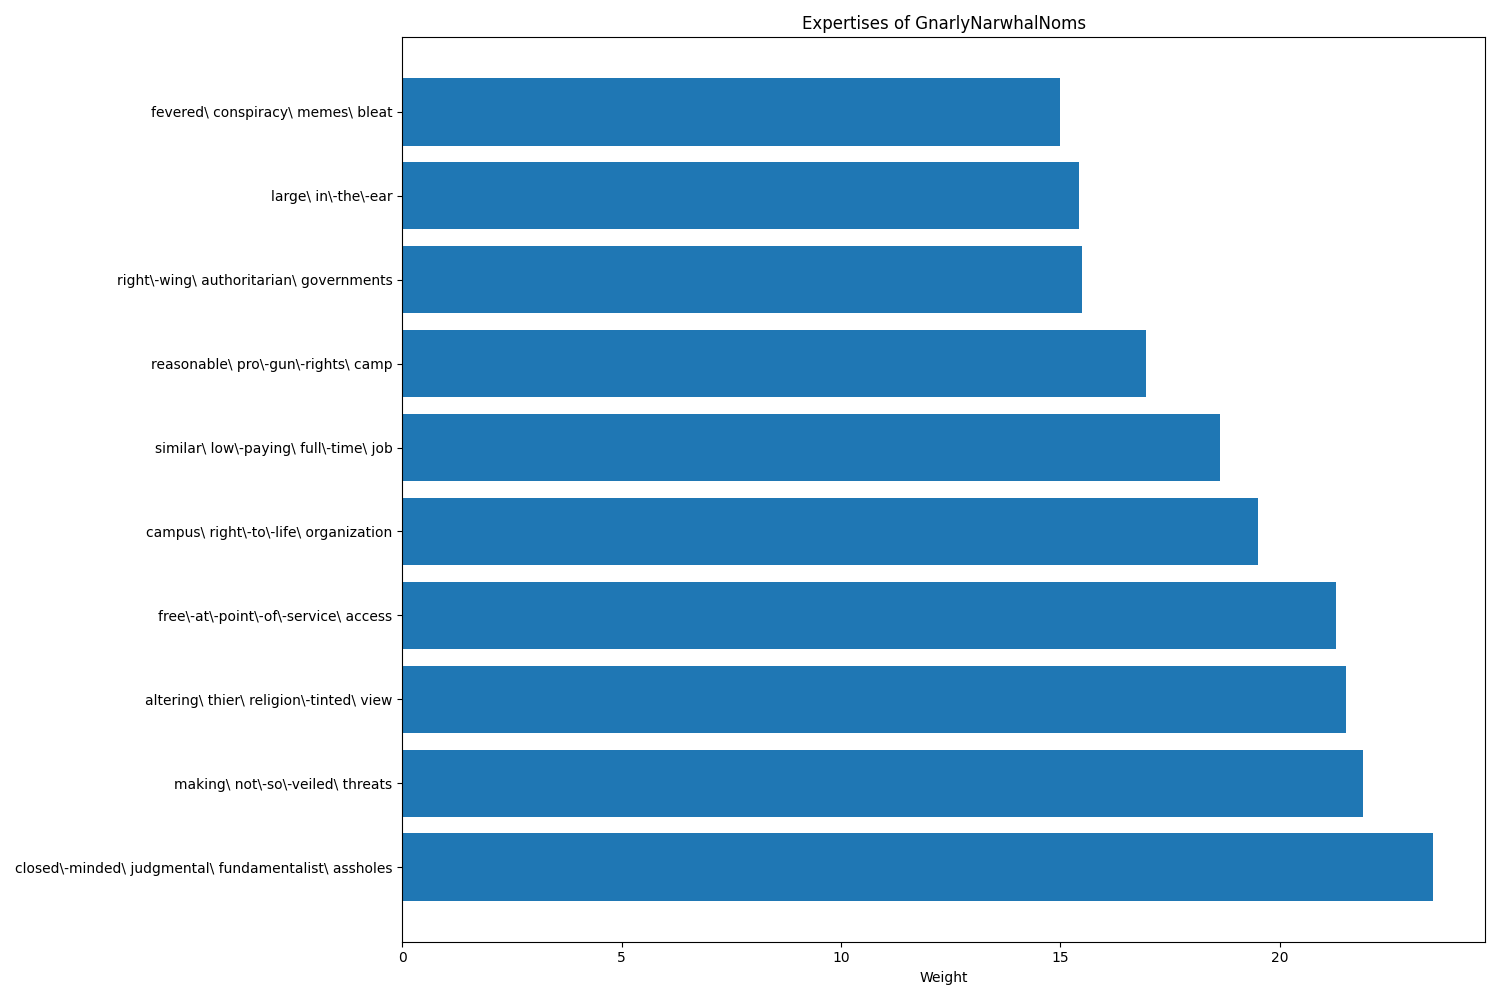 Expertises of GnarlyNarwhalNoms
fevered\ conspiracy\ memes\ bleat
large\ in\-the\-ear
right\-wing\ authoritarian\ governments
reasonable\ pro\-gun\-rights\ camp
similar\ low\-paying\ full\-time\ job
campus\ right\-to\-life\ organization
free\-at\-point\-of\-service\ access
altering\ thier\ religion\-tinted\ view
making\ not\-so\-veiled\ threats
closed\-minded\ judgmental\ fundamentalist\ assholes
0 5 10 15 20
Weight